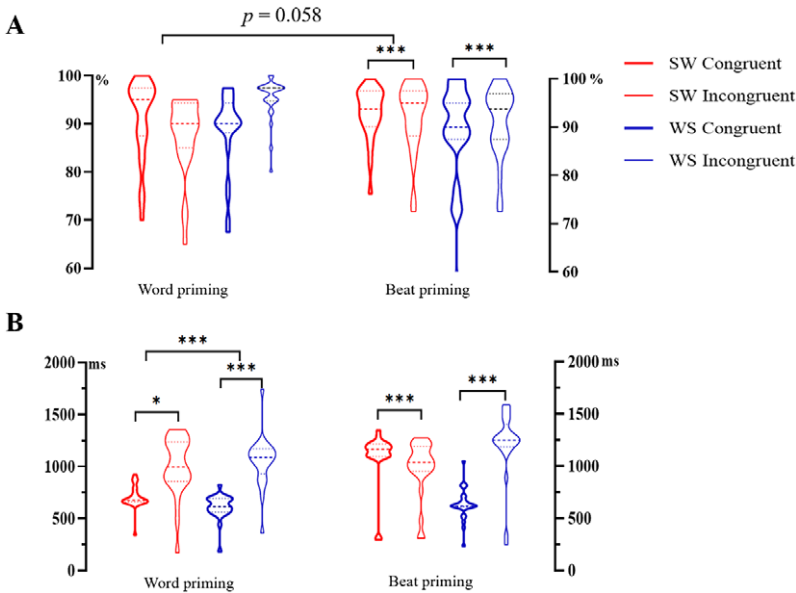 A
p = 0.058
*** ***
100 % 100 %
90 90
80 80
70 70
60 60
Word priming Beat priming
SW Congruent
SW Incongruent
WS Congruent
WS Incongruent
B
*** ***
* *** ***
2000 ms 2000 ms
1500 1500
1000 1000
500 500
0 0
Word priming Beat priming